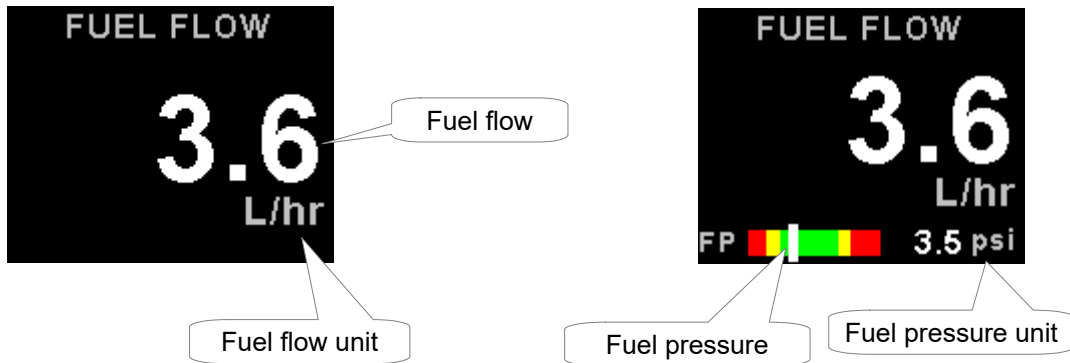 FUEL FLOW
3.6
L/hr
Fuel flow
Fuel flow unit
FUEL FLOW
3.6
L/hr
FP 3.5 psi
Fuel pressure
Fuel pressure unit